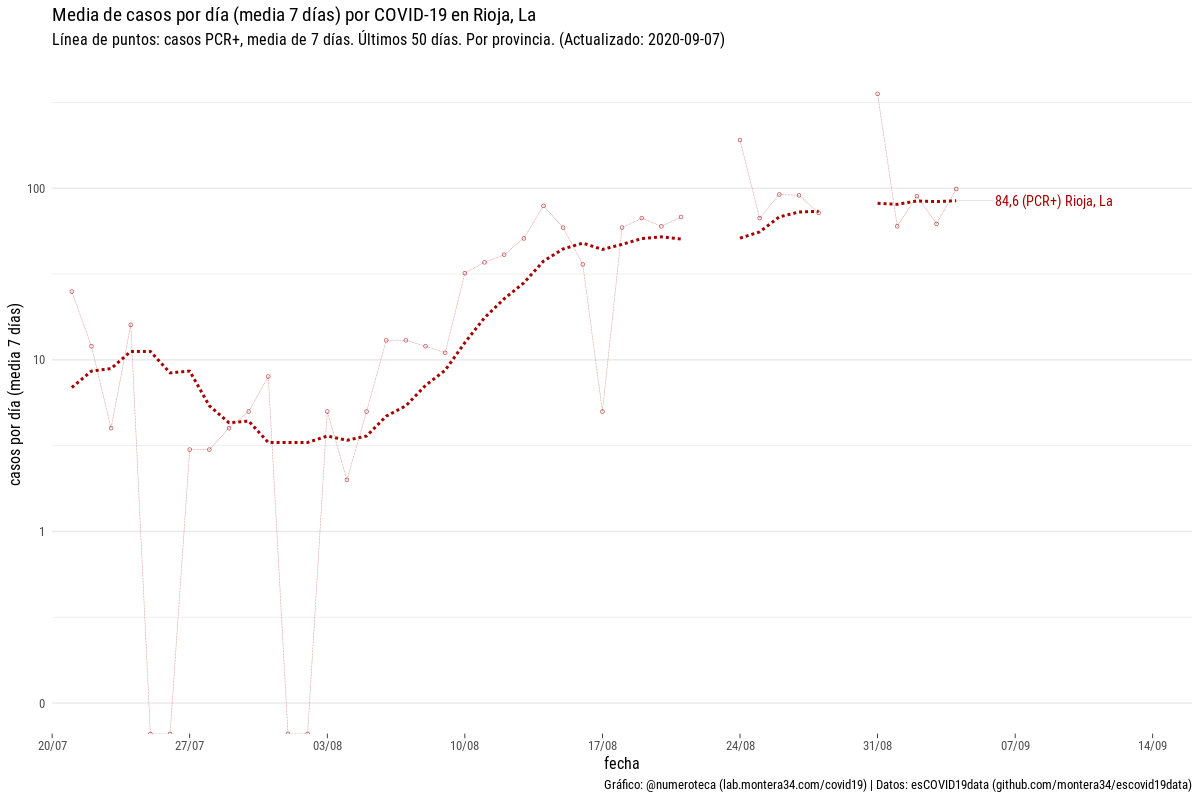 Media de casos por día (media 7 días) por COVID-19 en Rioja, La
Línea de puntos: casos PCR+, media de 7 días. Últimos 50 días. Por provincia. (Actualizado: 2020-09-07)
casos por día (media 7 días)
100
10
1
0
84,6 (PCR+) Rioja, La
20/07 27/07 03/08 10/08 17/08 24/08 31/08 07/09 14/09
fecha
Gráfico: @numeroteca (lab.montera34.com/covid19) | Datos: esCOVID19data (github.com/montera34/escovid19data)